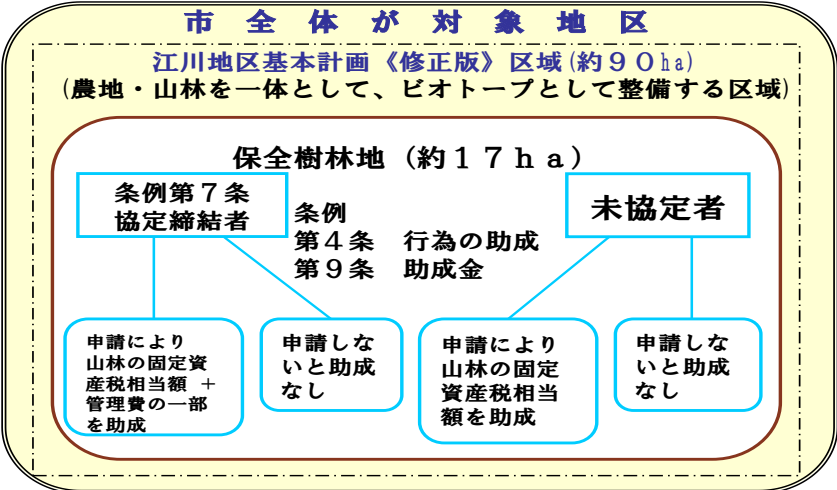 市全体が対象地区
江川地区基本計画《修正版》区域(約90ha)
(農地・山林を一体として、ビオトープとして整備する区域)
保全樹林地(約17ha)
条例第7条
協定締結者
条例
第4条 行為の助成
第9条 助成金
未協定者
申請により
山林の固定資
産税相当額 +
管理費の一部
を助成
申請しな
いと助成
なし
申請により
山林の固定
資産税相当
額を助成
申請しな
いと助成
なし